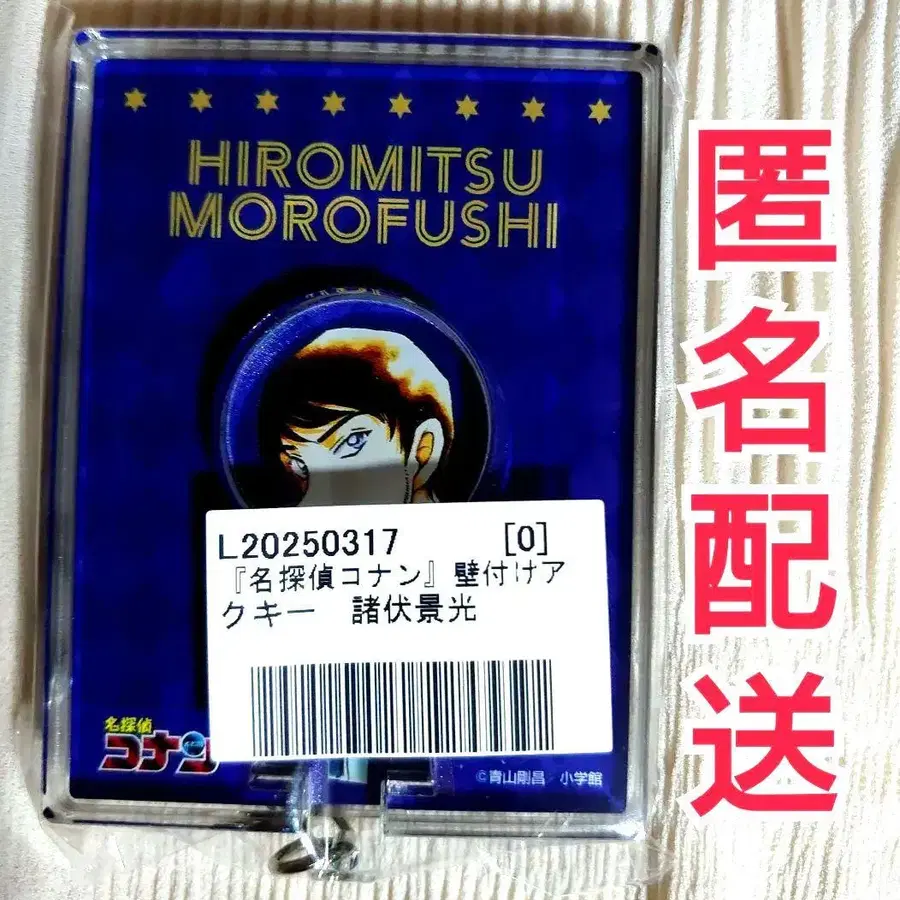 HIROMITSU
MOROFUSHI
L20250317 [0]
『名探偵コナン』壁付けア
クキー 諸伏景光
名探偵
コナン
©青山剛昌/小学館
匿名配送